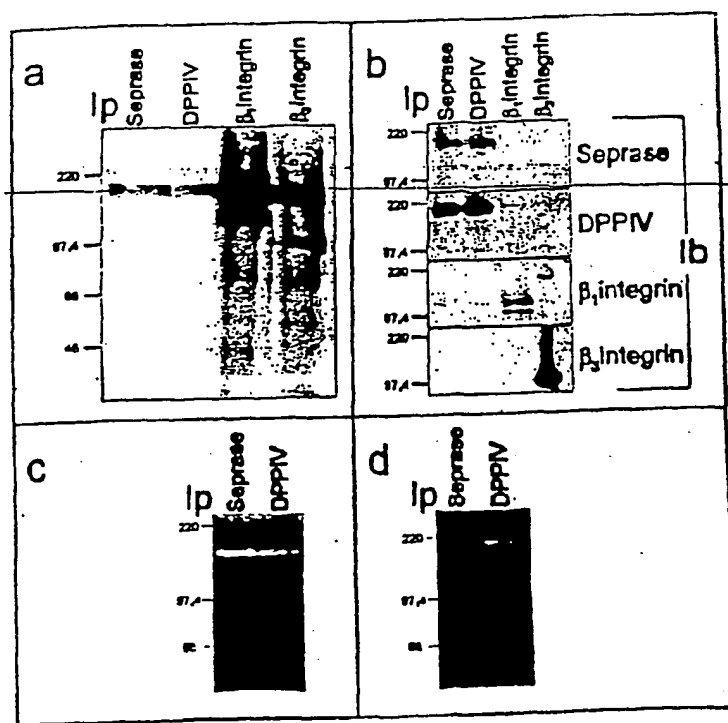 a
Ip
Seprase
DPPIV
β₁Integrin
β₃Integrin
220
97,4
66
46
b
Ip
Seprase
DPPIV
β₁Integrin
β₃Integrin
220
97,4
Seprase
220
97,4
DPPIV
220
97,4
β₁integrin
220
97,4
β₃integrin
Ib
c
Ip
Seprase
DPPIV
220
97,4
d
Ip
Seprase
DPPIV
220
97,4
66